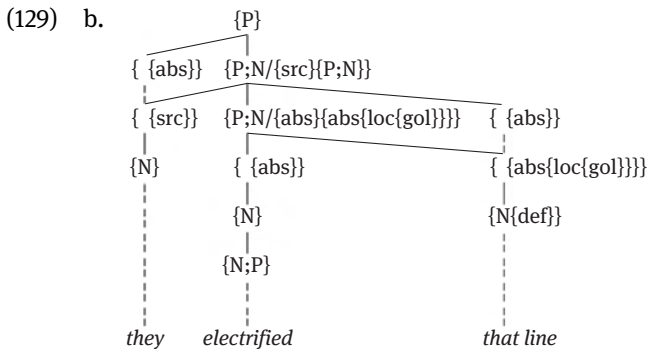 (129) b. {P}
{ {abs}} {P;N/{src}{P;N}}
{ {src}} {P;N/{abs}{abs{loc{gol}}}} { {abs}}
{N} { {abs}} { {abs{loc{gol}}}}
{N} {N{def}}
{N;P}
they electrified that line